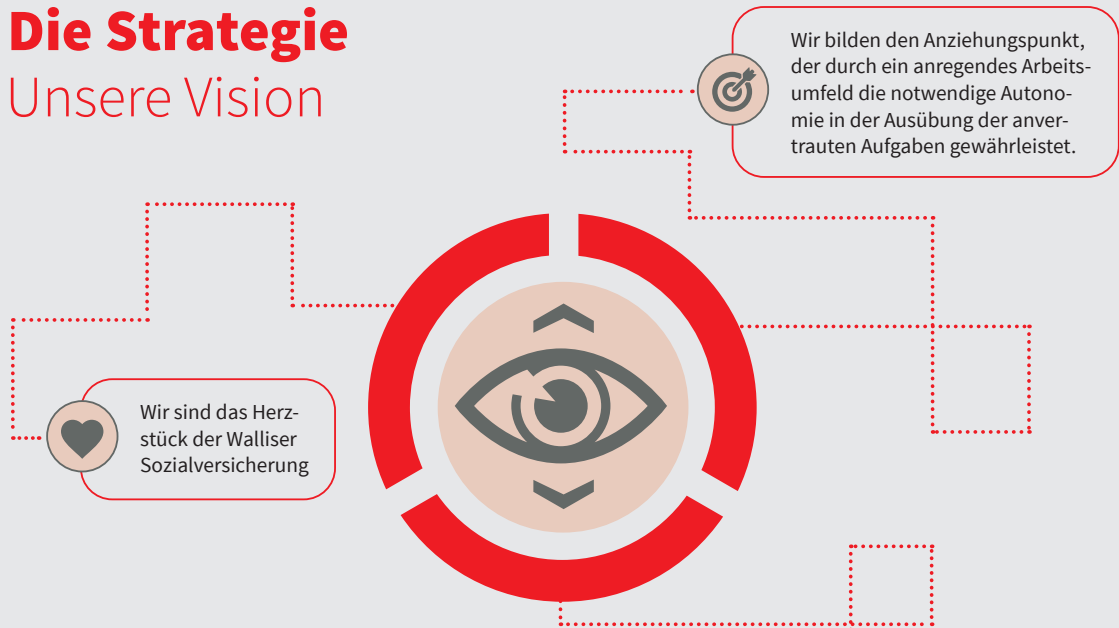 Die Strategie
Unsere Vision
Wir bilden den Anziehungspunkt,
der durch ein anregendes Arbeits-
umfeld die notwendige Autono-
mie in der Ausübung der anver-
trauten Aufgaben gewährleistet.
Wir sind das Herz-
stück der Walliser
Sozialversicherung